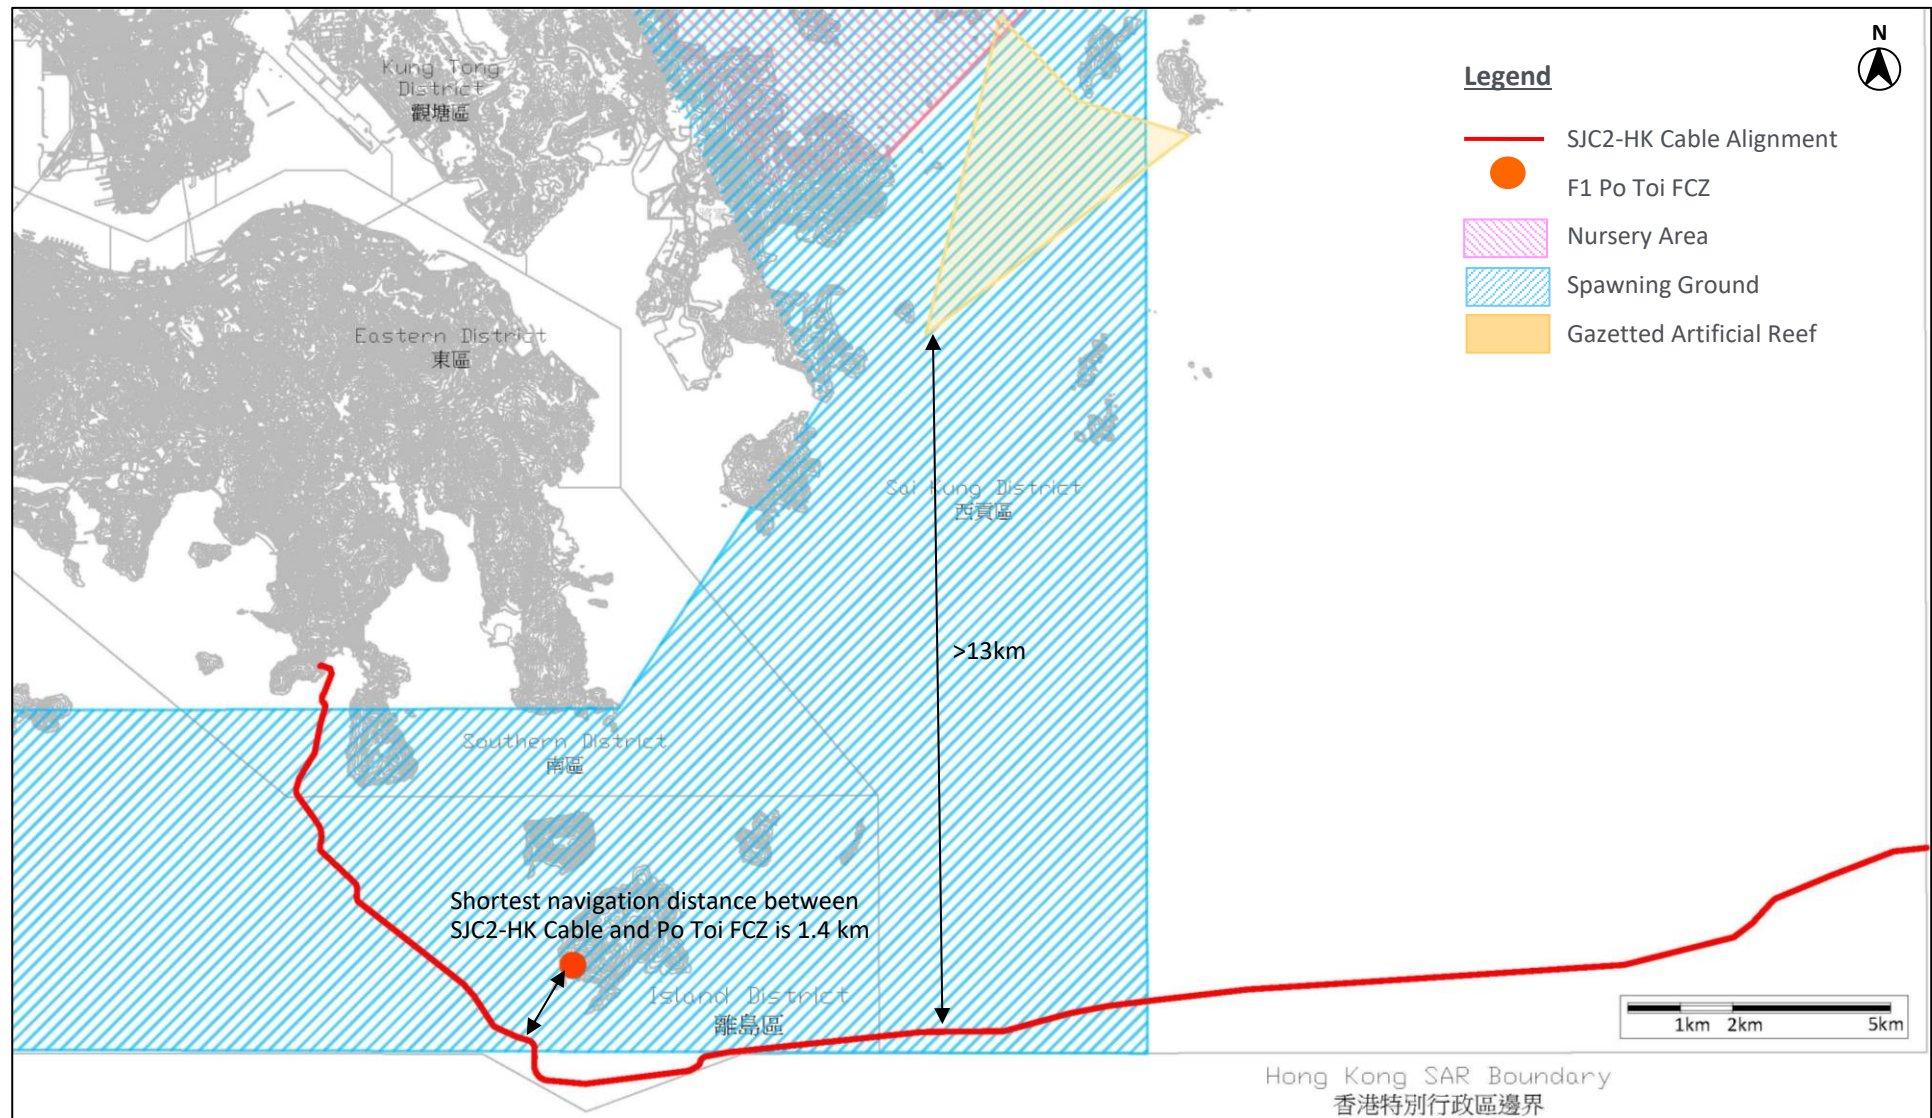 N
Legend
SJC2-HK Cable Alignment
F1 Po Toi FCZ
Nursery Area
Spawning Ground
Gazetted Artificial Reef
Kung Tong
District
觀塘區
Eastern District
東區
Sai Kung District
西貢區
>13km
Southern District
南區
Shortest navigation distance between
SJC2-HK Cable and Po Toi FCZ is 1.4 km
Island District
離島區
1km 2km 5km
Hong Kong SAR Boundary
香港特別行政區邊界